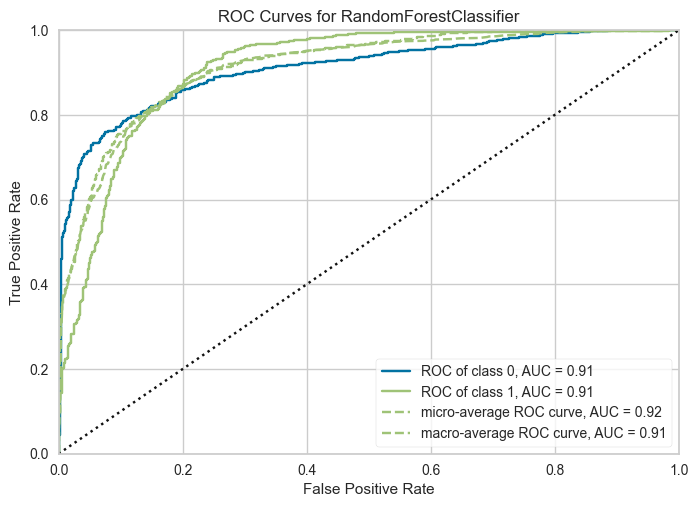 ROC Curves for RandomForestClassifier
1.0
0.8
0.6
0.4
0.2
0.0
True Positive Rate
ROC of class 0, AUC = 0.91
ROC of class 1, AUC = 0.91
micro-average ROC curve, AUC = 0.92
macro-average ROC curve, AUC = 0.91
0.0 0.2 0.4 0.6 0.8 1.0
False Positive Rate